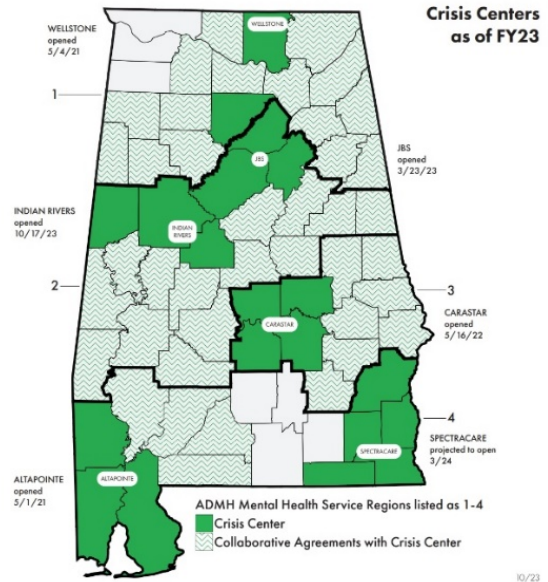 Crisis Centers
as of FY23
WELLSTONE
opened
5/4/21
WELLSTONE
1
JBS
JBS
opened
3/23/23
INDIAN RIVERS
opened
10/17/23
INDIAN
RIVERS
2
3
CARASTAR
CARASTAR
opened
5/16/22
4
SPECTRACARE
projected to open
3/24
SPECTRACARE
ALTAPOINTE
opened
5/1/21
ALTAPOINTE
ADMH Mental Health Service Regions listed as 1-4
Crisis Center
Collaborative Agreements with Crisis Center
10/23